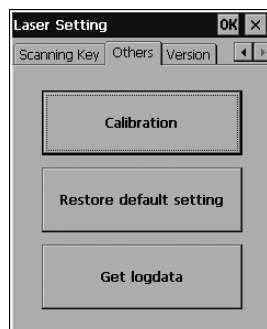 Laser Setting OK
Scanning Key Others Version
Calibration
Restore default setting
Get logdata